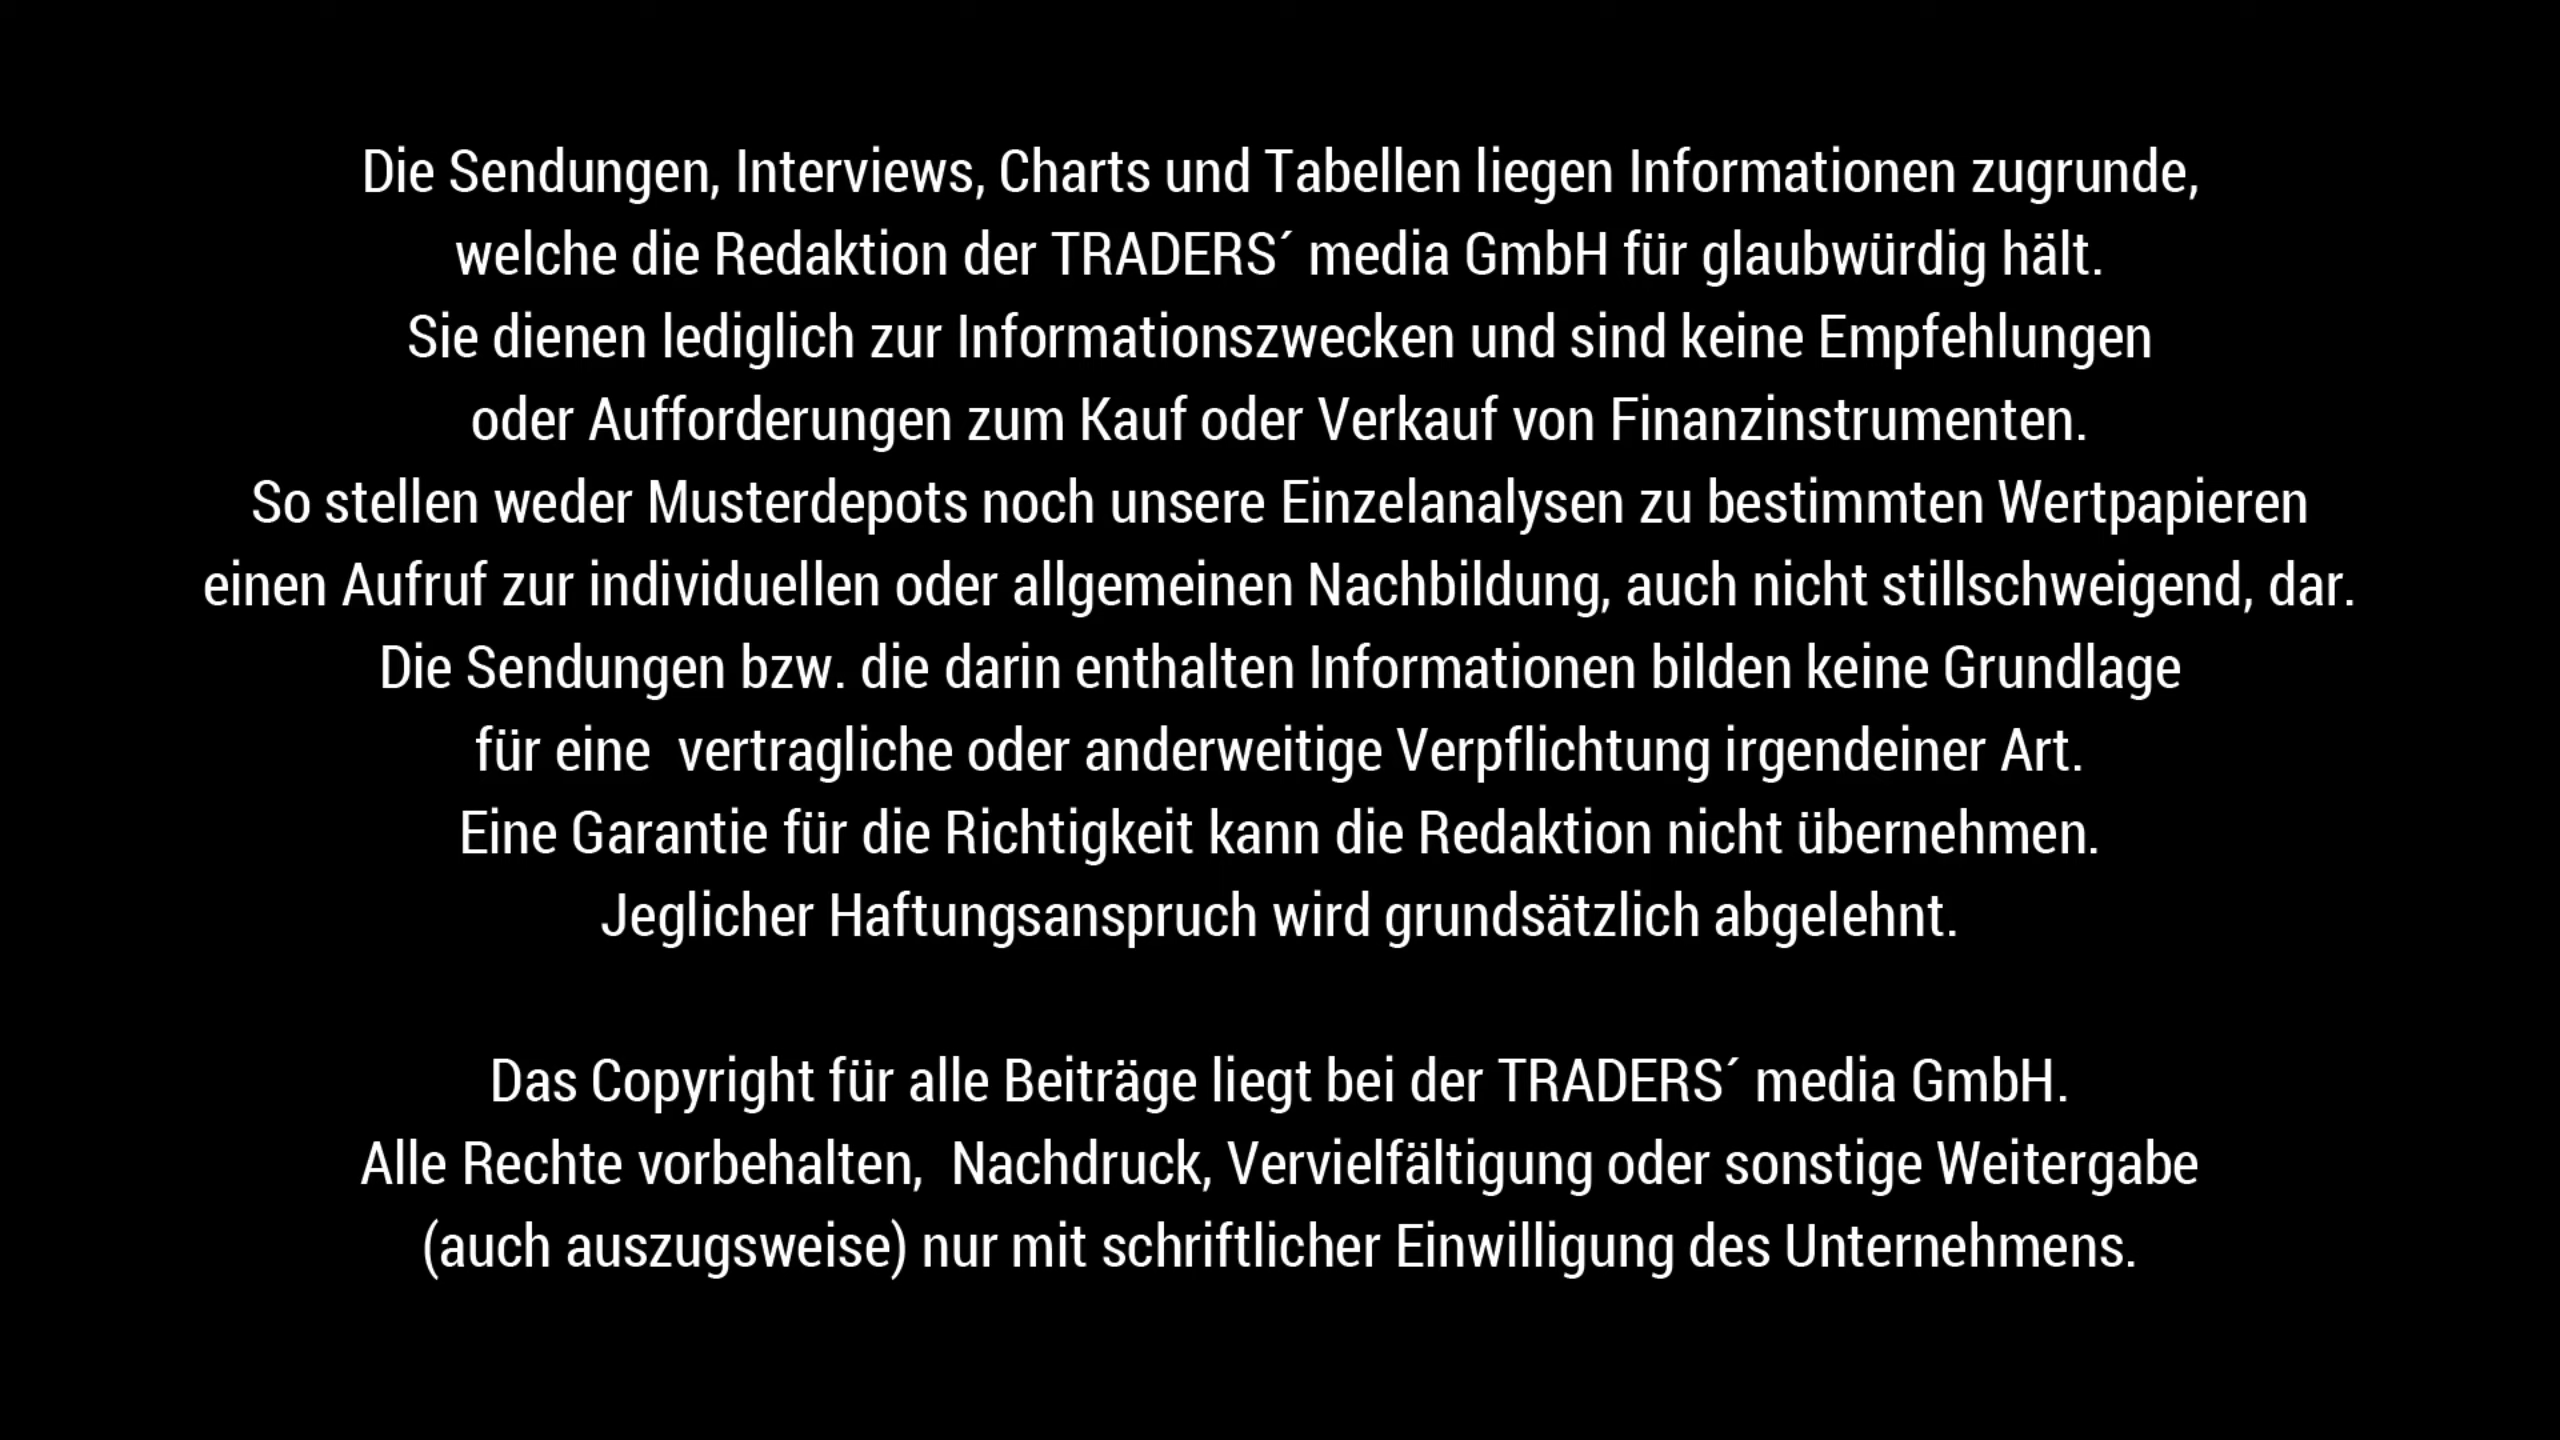 Die Sendungen, Interviews, Charts und Tabellen liegen Informationen zugrunde,
welche die Redaktion der TRADERS´ media GmbH für glaubwürdig hält.
Sie dienen lediglich zur Informationszwecken und sind keine Empfehlungen
oder Aufforderungen zum Kauf oder Verkauf von Finanzinstrumenten.
So stellen weder Musterdepots noch unsere Einzelanalysen zu bestimmten Wertpapieren
einen Aufruf zur individuellen oder allgemeinen Nachbildung, auch nicht stillschweigend, dar.
Die Sendungen bzw. die darin enthalten Informationen bilden keine Grundlage
für eine  vertragliche oder anderweitige Verpflichtung irgendeiner Art.
Eine Garantie für die Richtigkeit kann die Redaktion nicht übernehmen.
Jeglicher Haftungsanspruch wird grundsätzlich abgelehnt.
Das Copyright für alle Beiträge liegt bei der TRADERS´ media GmbH.
Alle Rechte vorbehalten,  Nachdruck, Vervielfältigung oder sonstige Weitergabe
(auch auszugsweise) nur mit schriftlicher Einwilligung des Unternehmens.